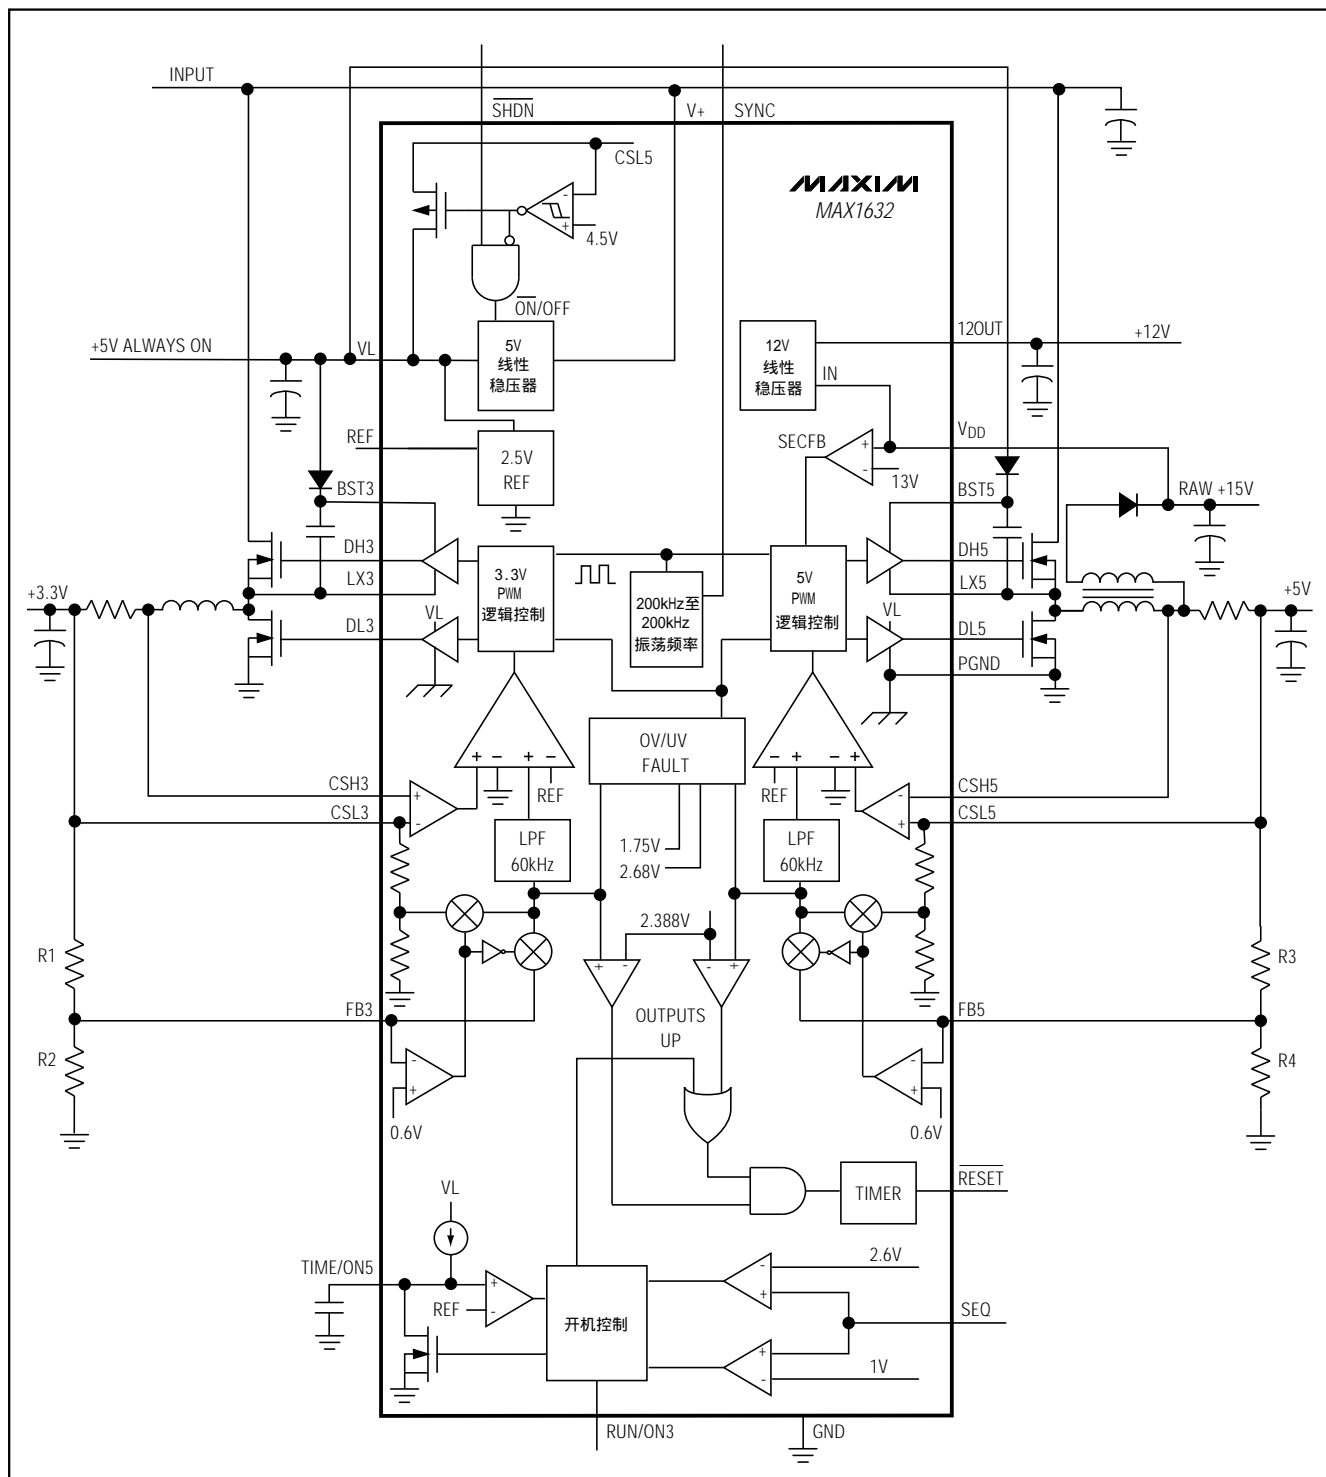 INPUT
SHDN
V+
SYNC
CSL5
MAXIM
MAX1632
4.5V
ON/OFF
+5V ALWAYS ON
VL
5V
线性
稳压器
12V
线性
稳压器
12OUT
+12V
IN
REF
2.5V
REF
SECFB
+
-
13V
VDD
BST3
BST5
RAW +15V
DH3
3.3V
PWM
逻辑控制
5V
PWM
逻辑控制
DH5
LX3
LX5
+3.3V
200kHz至
200kHz
振荡频率
+5V
VL
VL
DL3
DL5
PGND
OV/UV
FAULT
+ - + -
- + - +
REF
REF
CSH3
+
-
CSL3
CSH5
-
+
CSL5
LPF
60kHz
1.75V
2.68V
LPF
60kHz
2.388V
+ -
- +
R1
R3
FB3
OUTPUTS
UP
FB5
R2
-
+
0.6V
-
+
0.6V
R4
TIMER
RESET
VL
TIME/ON5
+
-
REF
开机控制
-
+
2.6V
SEQ
+
-
1V
RUN/ON3
GND